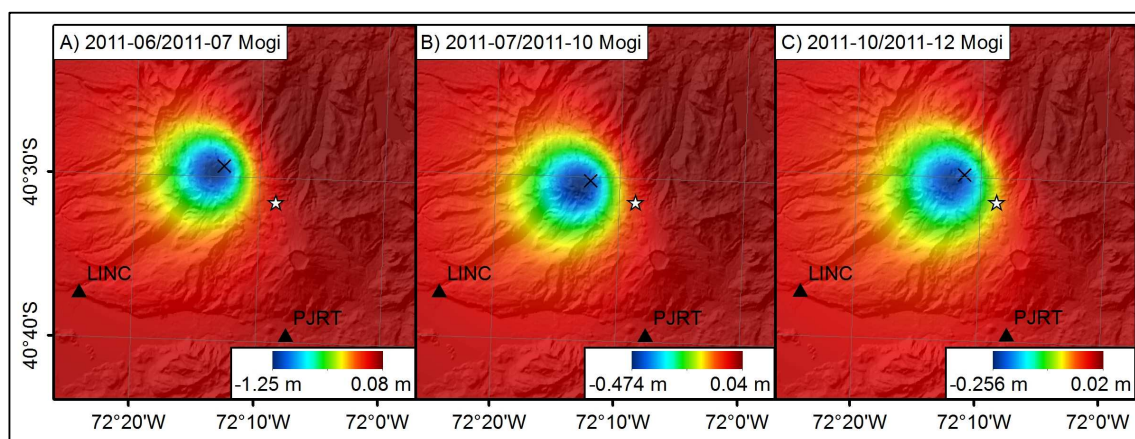 A) 2011-06/2011-07 Mogi
B) 2011-07/2011-10 Mogi
C) 2011-10/2011-12 Mogi
40°30'S
40°40'S
LINC
PJRT
LINC
PJRT
LINC
PJRT
-1.25 m 0.08 m
-0.474 m 0.04 m
-0.256 m 0.02 m
72°20'W 72°10'W 72°0'W
72°20'W 72°10'W 72°0'W
72°20'W 72°10'W 72°0'W